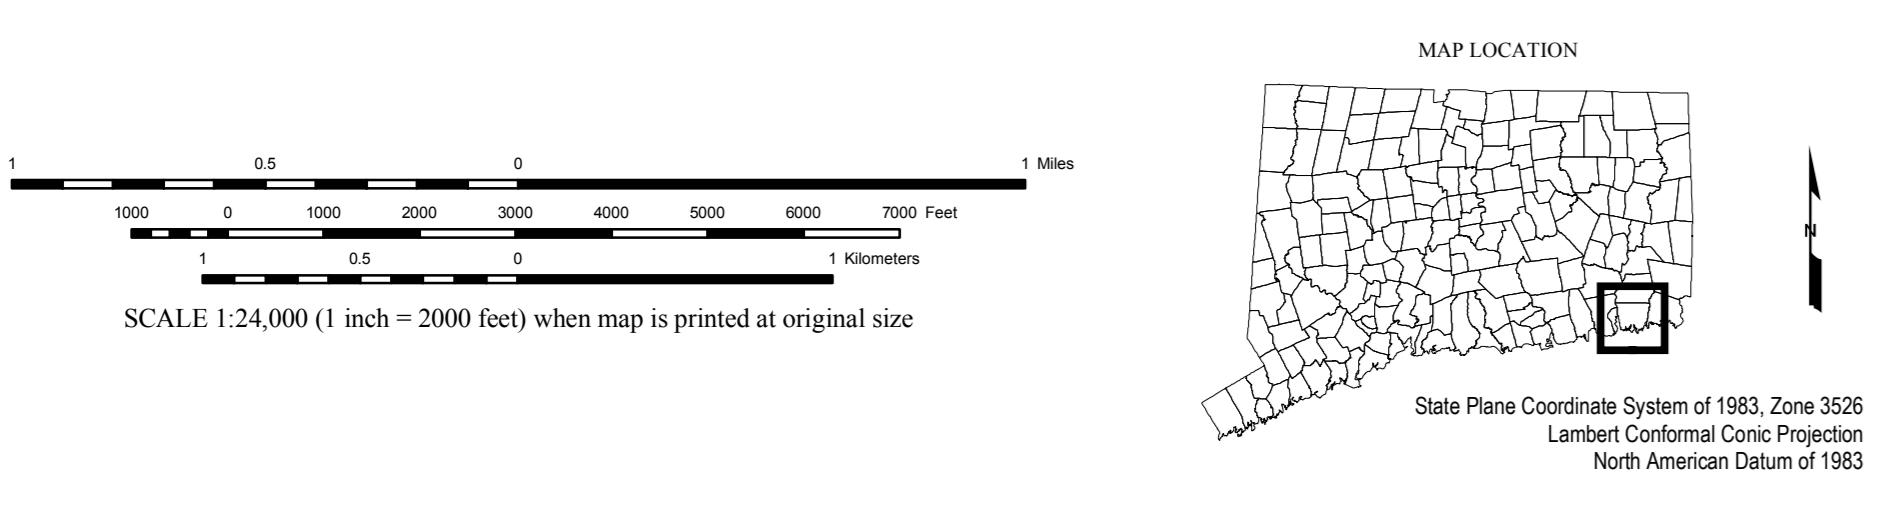 1 0.5 0 1 Miles
1000 0 1000 2000 3000 4000 5000 6000 7000 Feet
1 0.5 0 1 Kilometers
SCALE 1:24,000 (1 inch = 2000 feet) when map is printed at original size
MAP LOCATION
N
State Plane Coordinate System of 1983, Zone 3526
Lambert Conformal Conic Projection
North American Datum of 1983